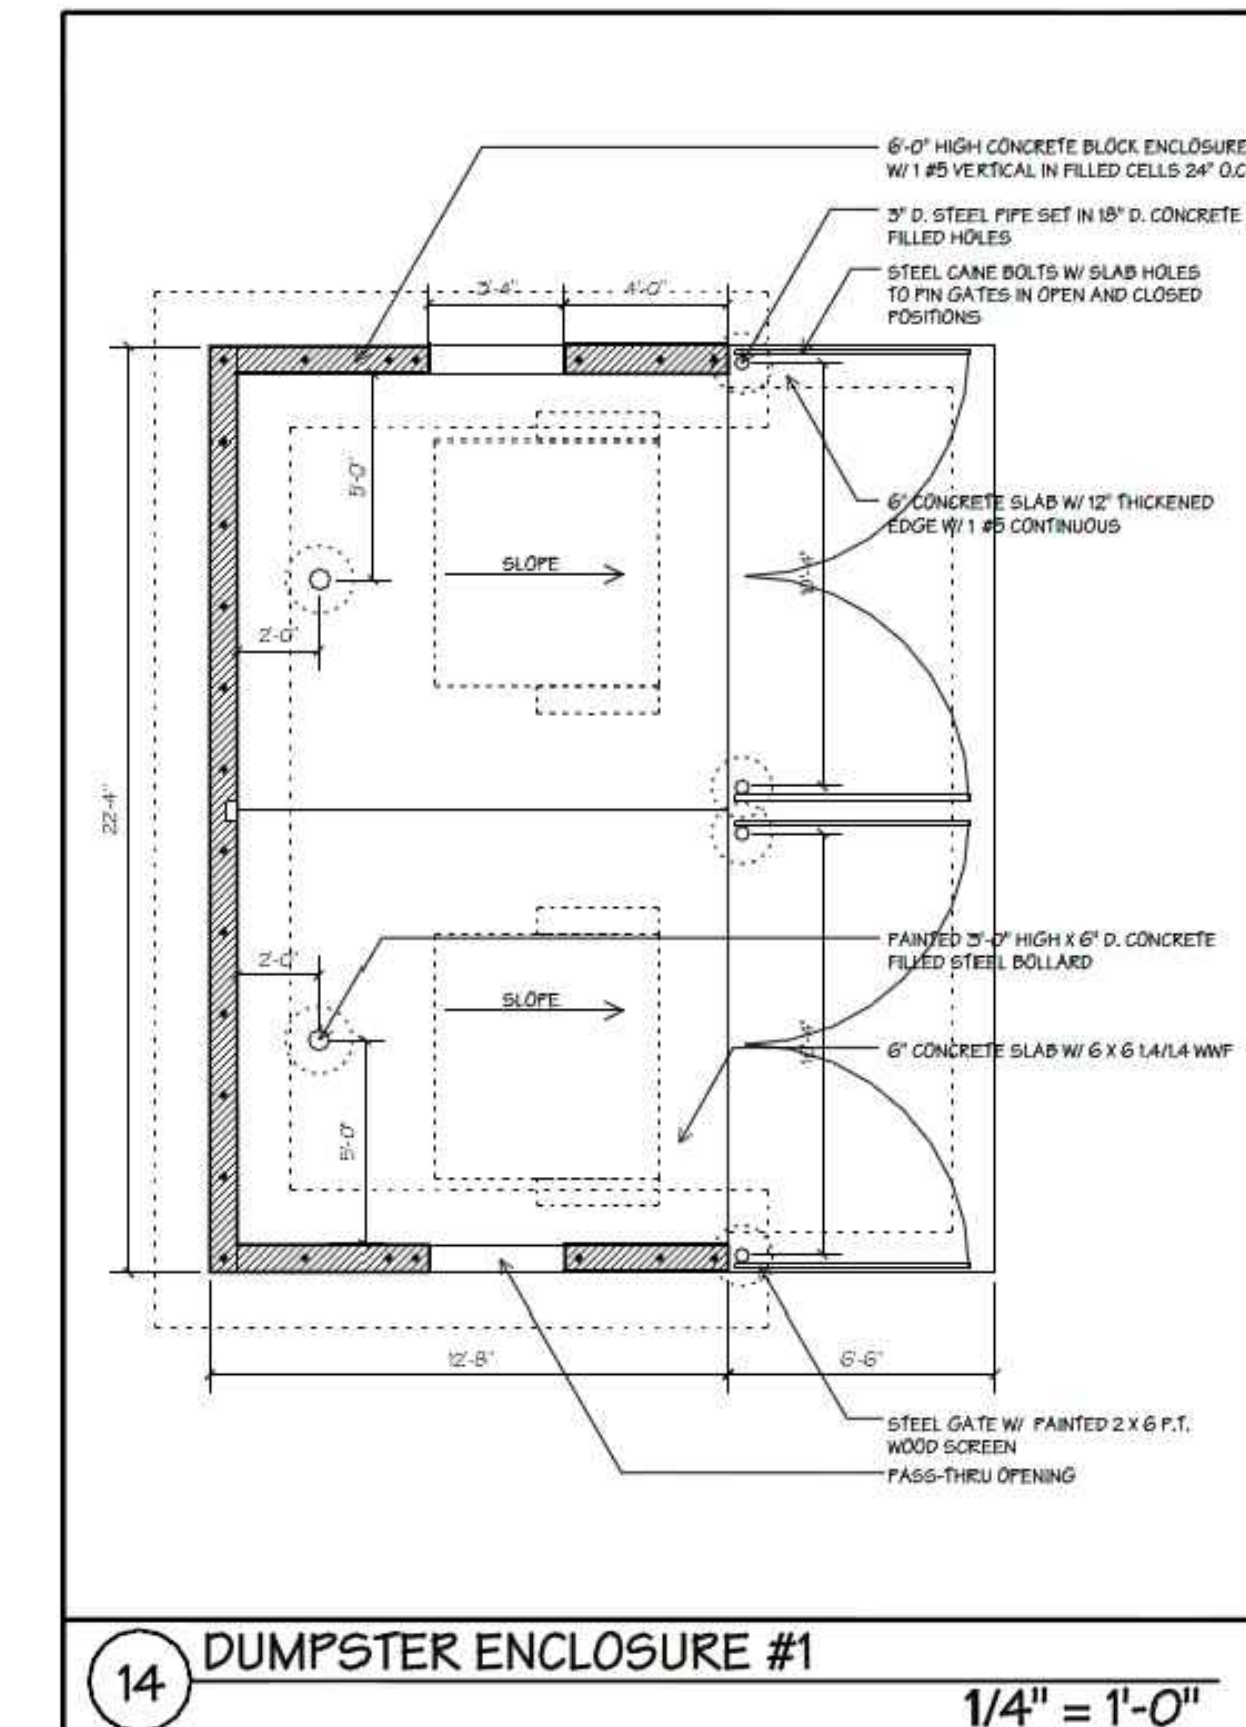 6'-0" HIGH CONCRETE BLOCK ENCLOSURE
W/ 1 #5 VERTICAL IN FILLED CELLS 24" O.C
3" D. STEEL PIPE SET IN 18" D. CONCRETE
FILLED HOLES
STEEL CAINE BOLTS W/ SLAB HOLES
TO PIN GATES IN OPEN AND CLOSED
POSITIONS
3'-4"
4'-0"
5'-0"
6" CONCRETE SLAB W/ 12" THICKENED
EDGE W/ 1 #5 CONTINUOUS
10'-4"
SLOPE
2'-0"
22'-4"
PAINTED 3'-0" HIGH X 6" D. CONCRETE
FILLED STEEL BOLLARD
2'-0"
SLOPE
10'-4"
6" CONCRETE SLAB W/ 6 X 6 1.4/1.4 WWF
5'-0"
12'-8"
6'-6"
STEEL GATE W/ PAINTED 2 X 6 P.T.
WOOD SCREEN
PASS-THRU OPENING
14
DUMPSTER ENCLOSURE #1
1/4" = 1'-0"